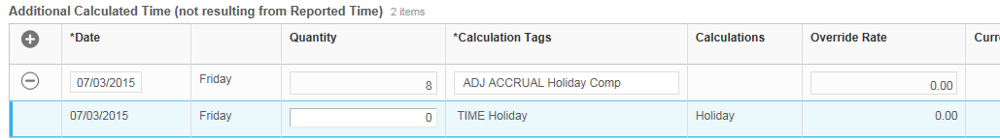 Additional Calculated Time (not resulting from Reported Time) 2 items
*Date Quantity *Calculation Tags Calculations Override Rate
07/03/2015 Friday 8 ADJ ACCRUAL Holiday Comp 0.00
07/03/2015 Friday 0 TIME Holiday Holiday 0.00